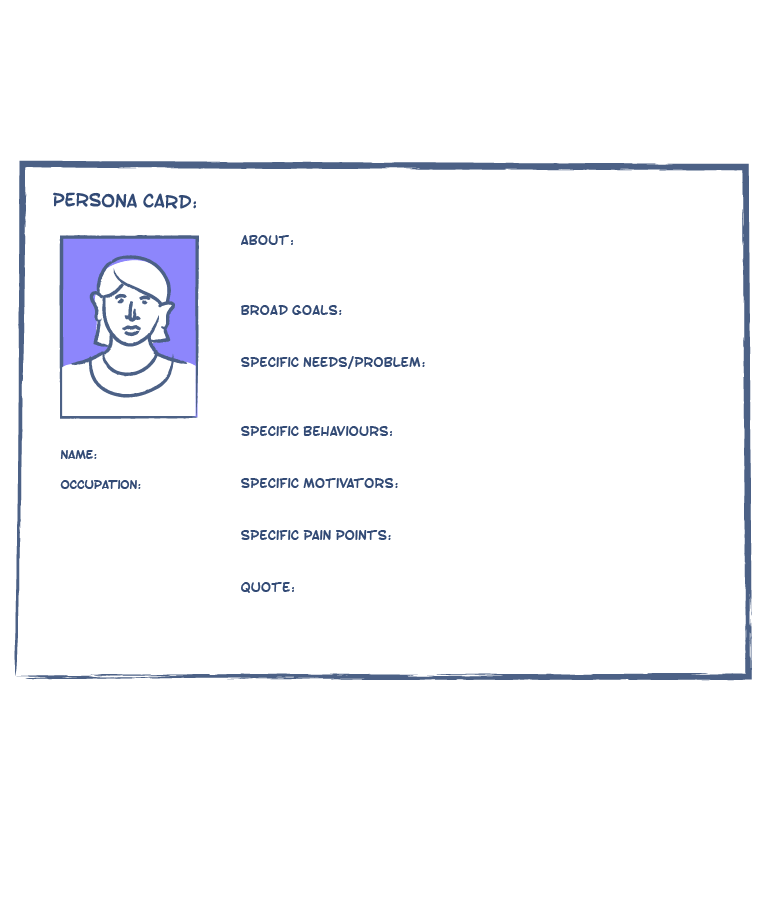 PERSONA CARD:
NAME:
OCCUPATION:
ABOUT:
BROAD GOALS:
SPECIFIC NEEDS/PROBLEM:
SPECIFIC BEHAVIOURS:
SPECIFIC MOTIVATORS:
SPECIFIC PAIN POINTS:
QUOTE: